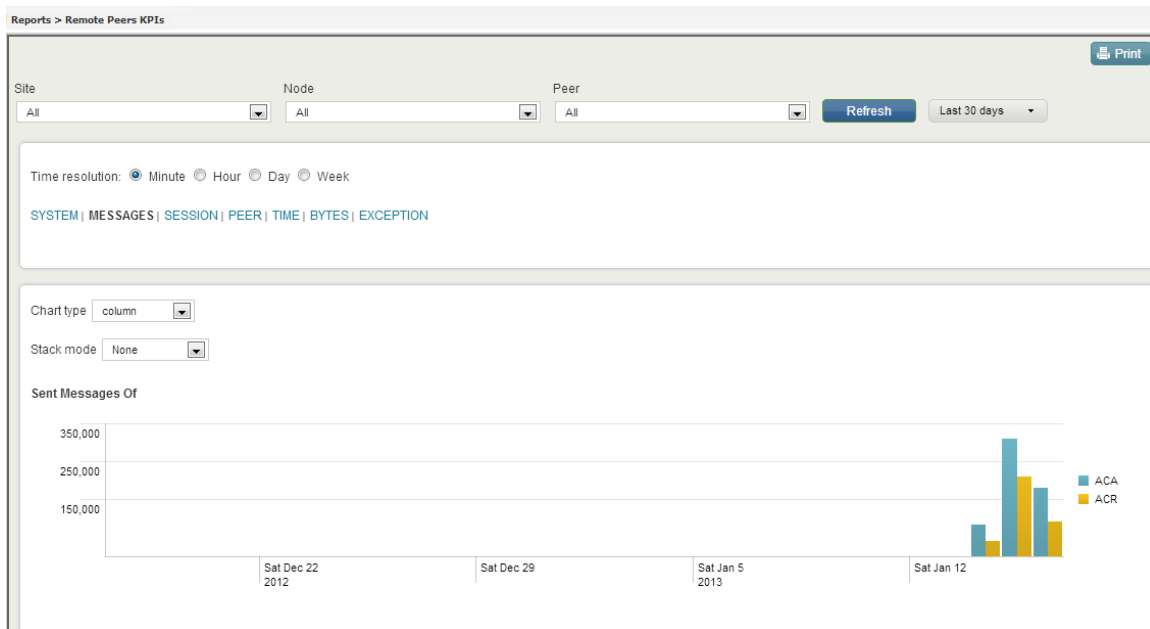 Reports > Remote Peers KPIs
Print
Site Node Peer
All All All Refresh Last 30 days
Time resolution: Minute Hour Day Week
SYSTEM | MESSAGES | SESSION | PEER | TIME | BYTES | EXCEPTION
Chart type column
Stack mode None
Sent Messages Of
350,000
250,000
150,000
ACA
ACR
Sat Dec 22 Sat Dec 29 Sat Jan 5 Sat Jan 12
2012 2013